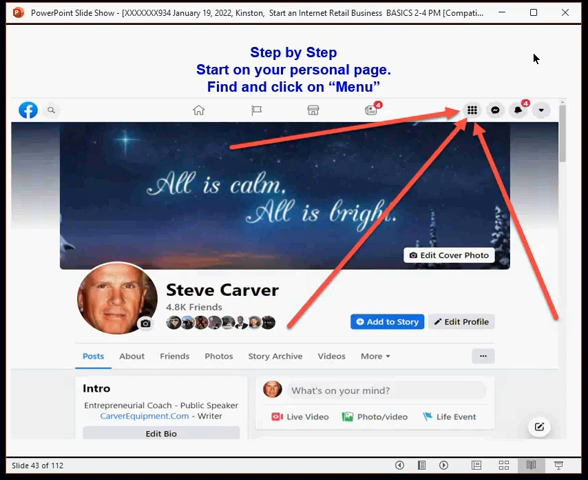 PowerPoint Slide Show - [XXXXXXX934 January 19, 2022, Kinston, Start an Internet Retail Business BASICS 2-4 PM [Compati...
Step by Step
Start on your personal page.
Find and click on “Menu”
4
4
All is calm,
All is bright.
Edit Cover Photo
Steve Carver
4.8K Friends
Add to Story
Edit Profile
Posts About Friends Photos Story Archive Videos More
Intro
Entrepreneurial Coach - Public Speaker
CarverEquipment.Com - Writer
Edit Bio
What's on your mind?
Live Video Photo/video Life Event
Slide 43 of 112